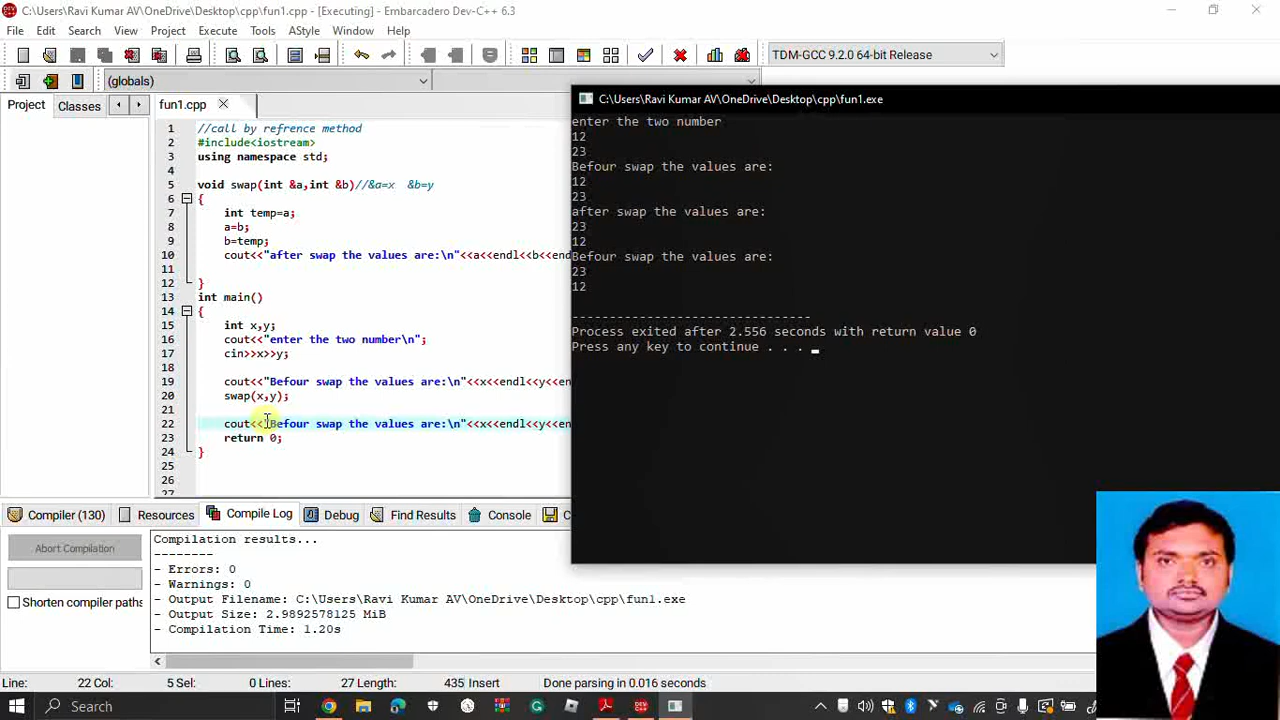 C:\Users\Ravi Kumar AV\OneDrive\Desktop\cpp\fun1.cpp - [Executing] - Embarcadero Dev-C++ 6.3
File Edit Search View Project Execute Tools AStyle Window Help
TDM-GCC 9.2.0 64-bit Release
(globals)
Project Classes
fun1.cpp
1 //call by refrence method
2 #include<iostream>
3 using namespace std;
4
5 void swap(int &a,int &b)//&a=x &b=y
6 {
7 int temp=a;
8 a=b;
9 b=temp;
10 cout<<"after swap the values are:\n"<<a<<endl<<b<<end
11
12 }
13 int main()
14 {
15 int x,y;
16 cout<<"enter the two number\n";
17 cin>>x>>y;
18
19 cout<<"Befour swap the values are:\n"<<x<<endl<<y<<en
20 swap(x,y);
21
22 cout<<"Befour swap the values are:\n"<<x<<endl<<y<<en
23 return 0;
24 }
25
26
27
C:\Users\Ravi Kumar AV\OneDrive\Desktop\cpp\fun1.exe
enter the two number
12
23
Befour swap the values are:
12
23
after swap the values are:
23
12
Befour swap the values are:
23
12
--------------------------------
Process exited after 2.556 seconds with return value 0
Press any key to continue . . .
Compiler (130) Resources Compile Log Debug Find Results Console C
Abort Compilation
Shorten compiler paths
Compilation results...
--------
- Errors: 0
- Warnings: 0
- Output Filename: C:\Users\Ravi Kumar AV\OneDrive\Desktop\cpp\fun1.exe
- Output Size: 2.9892578125 MiB
- Compilation Time: 1.20s
Line: 22 Col: 5 Sel: 0 Lines: 27 Length: 435 Insert Done parsing in 0.016 seconds
Search